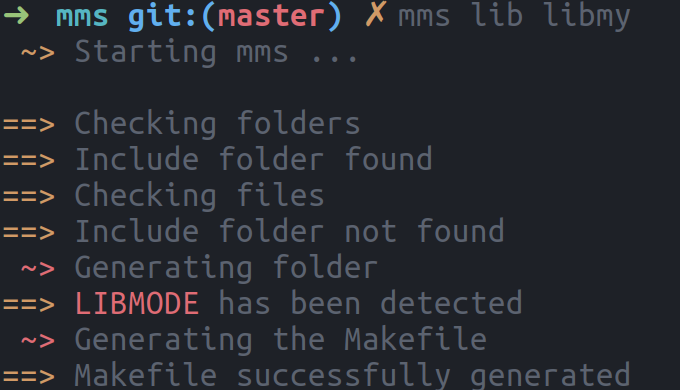 ➜  mms git:(master) ✗ mms lib libmy
 ~> Starting mms ...
==> Checking folders
==> Include folder found
==> Checking files
==> Include folder not found
 ~> Generating folder
==> LIBMODE has been detected
 ~> Generating the Makefile
==> Makefile successfully generated